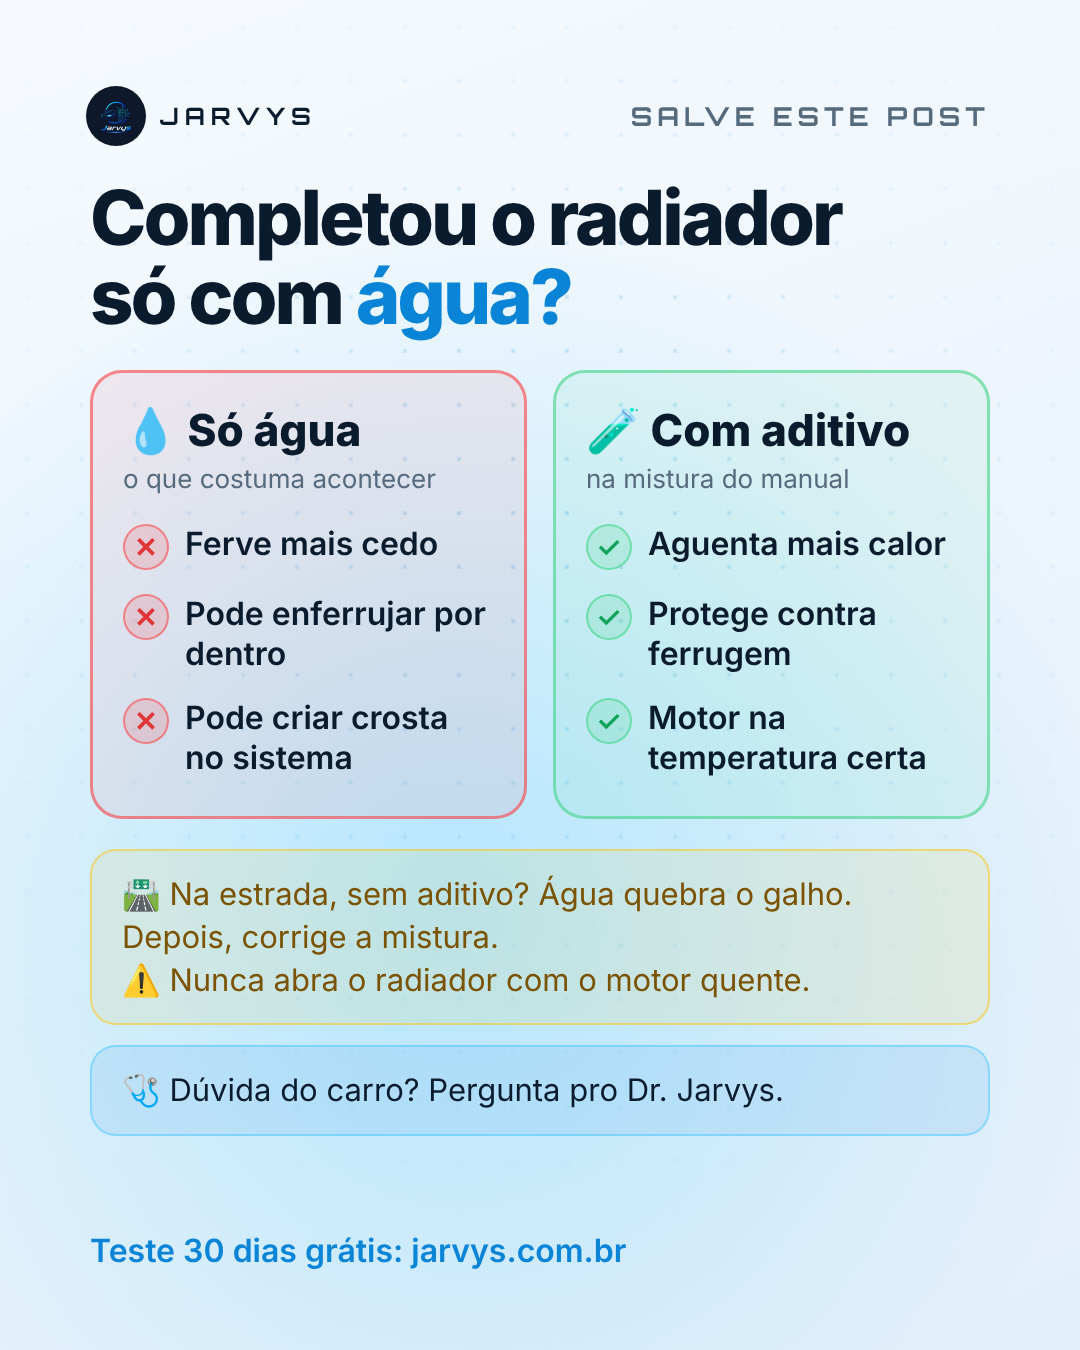 Jarvys
JARVYS
SALVE ESTE POST
Completou o radiador
só com água?
💧 Só água
o que costuma acontecer
Ferve mais cedo
Pode enferrujar por
dentro
Pode criar crosta
no sistema
🧪 Com aditivo
na mistura do manual
Aguenta mais calor
Protege contra
ferrugem
Motor na
temperatura certa
🛣️ Na estrada, sem aditivo? Água quebra o galho.
Depois, corrige a mistura.
⚠️ Nunca abra o radiador com o motor quente.
🩺 Dúvida do carro? Pergunta pro Dr. Jarvys.
Teste 30 dias grátis: jarvys.com.br